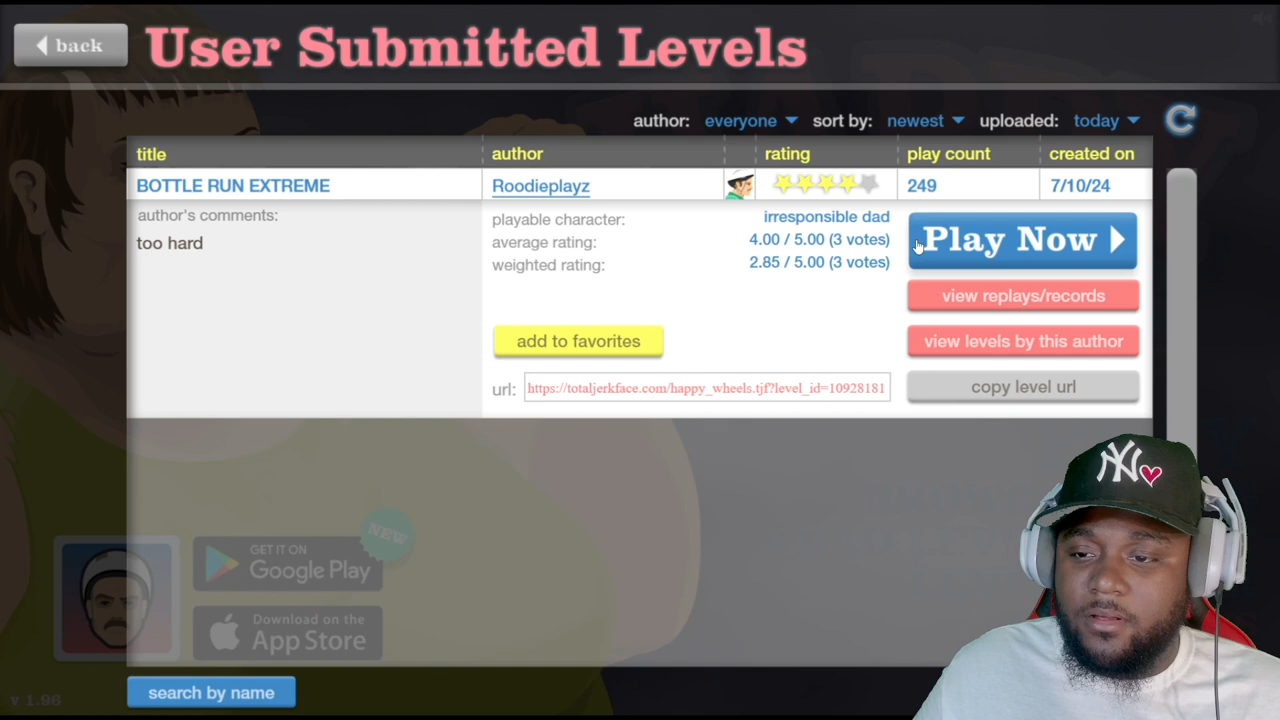 back
User Submitted Levels
author: everyone sort by: newest uploaded: today
title author rating play count created on
BOTTLE RUN EXTREME Roodieplayz 249 7/10/24
author's comments:
too hard
playable character: irresponsible dad
average rating: 4.00 / 5.00 (3 votes)
weighted rating: 2.85 / 5.00 (3 votes)
Play Now
view replays/records
add to favorites
view levels by this author
url: https://totaljerkface.com/happy_wheels.tjf?level_id=10928181
copy level url
NEW
GET IT ON
Google Play
Download on the
App Store
search by name
v 1.96
NY